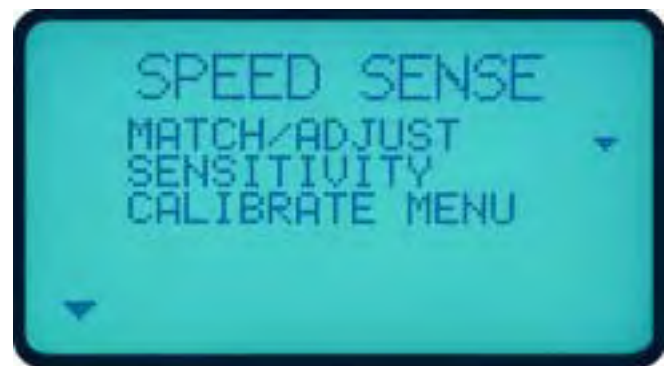 SPEED SENSE
MATCH/ADJUST
SENSITIVITY
CALIBRATE MENU